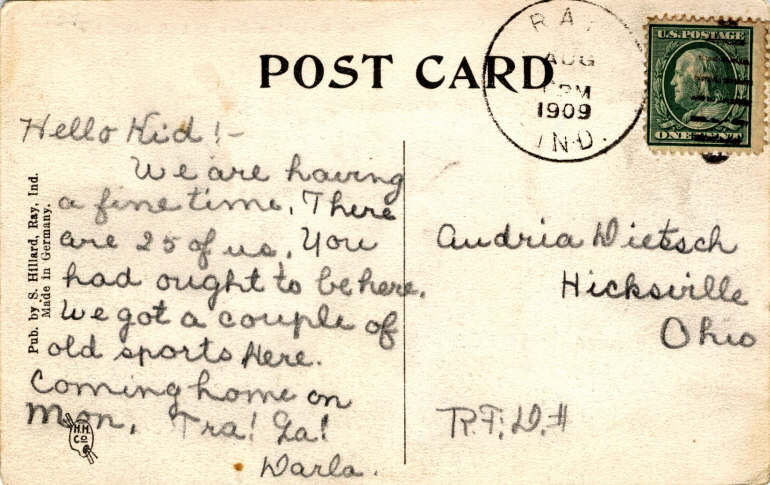 POST CARD
RAY
AUG
PM
1909
IND.
U.S. POSTAGE
ONE CENT
Hello Kid!-
We are having
a fine time. There
are 25 of us. You
had ought to be here.
We got a couple of
old sports here.
Coming home on
Mon. Tra! La!
Darla.
Audria Dietsch
Hicksville
Ohio
R.F.D.#
Pub. by S. Hillard, Ray, Ind.
Made in Germany.
H.H.
Co